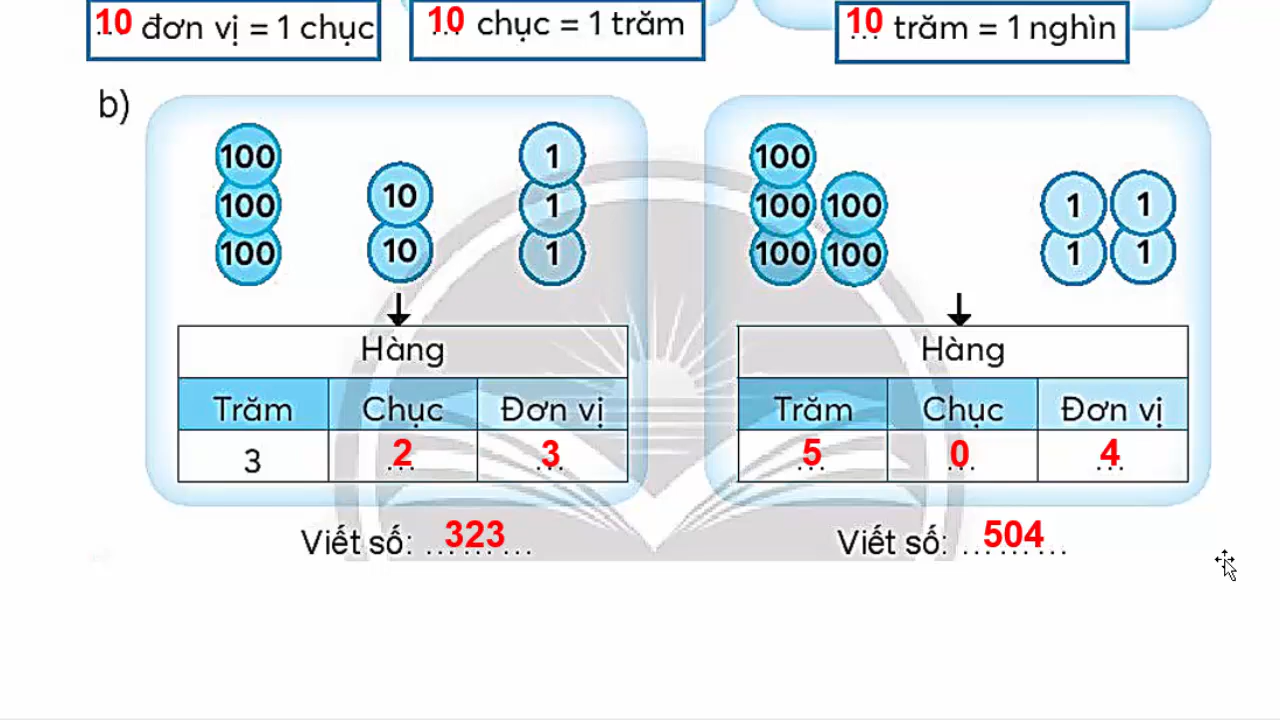 10 đơn vị = 1 chục
10 chục = 1 trăm
10 trăm = 1 nghìn
b)
100 1 100
100 10 1 100 100 1 1
100 10 1 100 100 1 1
Hàng
Trăm Chục Đơn vị
3 2 3
Viết số: 323
Hàng
Trăm Chục Đơn vị
5 0 4
Viết số: 504